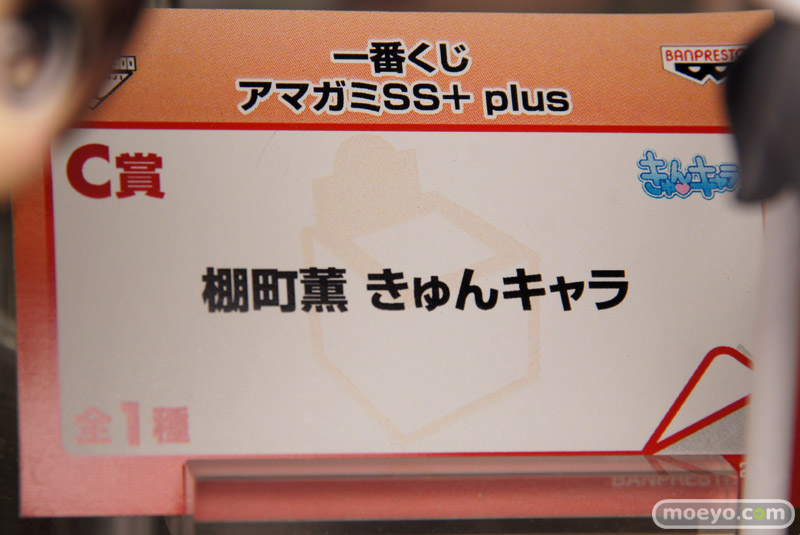 一番くじ
アマガミSS+ plus
BANPRESTO
C賞
きゅんキャラ
棚町薫 きゅんキャラ
全1種
BANPREST
moeyo.com